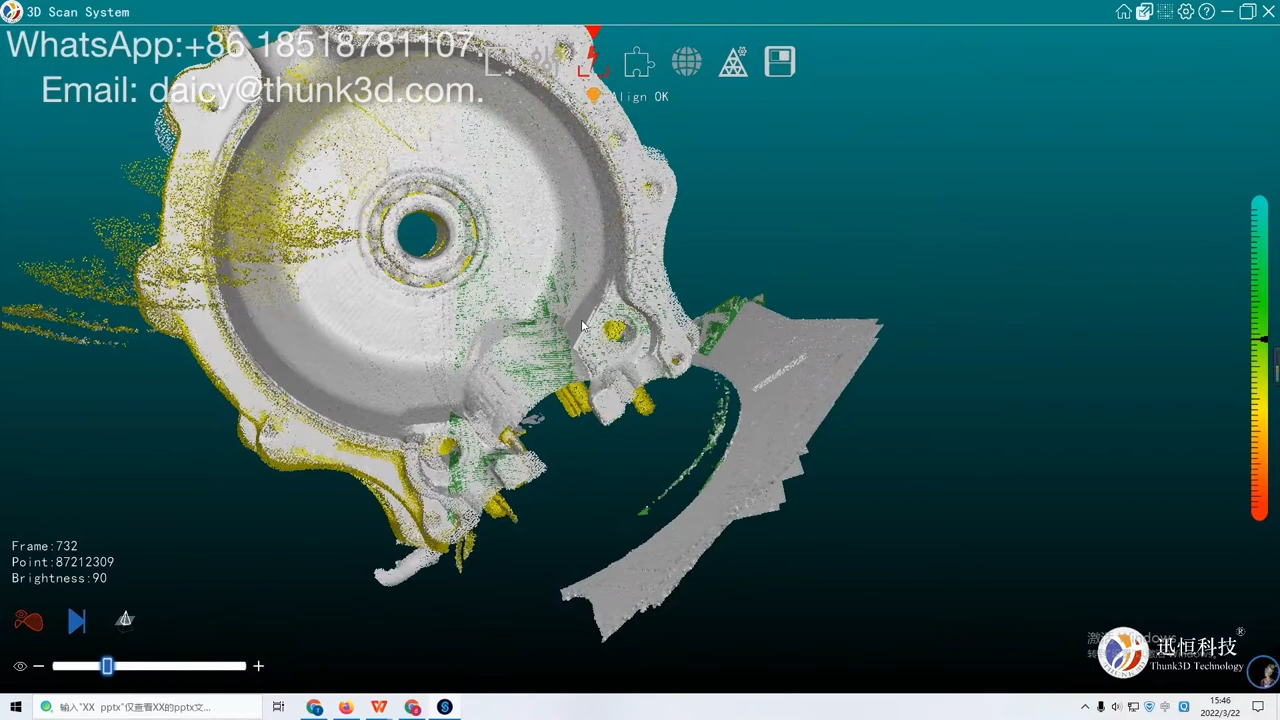 3D Scan System
WhatsApp:+86 18518781107.
Email: daicy@thunk3d.com.
Align OK
Frame:732
Point:87212309
Brightness:90
迅恒科技®
Thunk3D Technology
输入"XX pptx"仅查看XX的pptx文...
中
15:46
2022/3/22